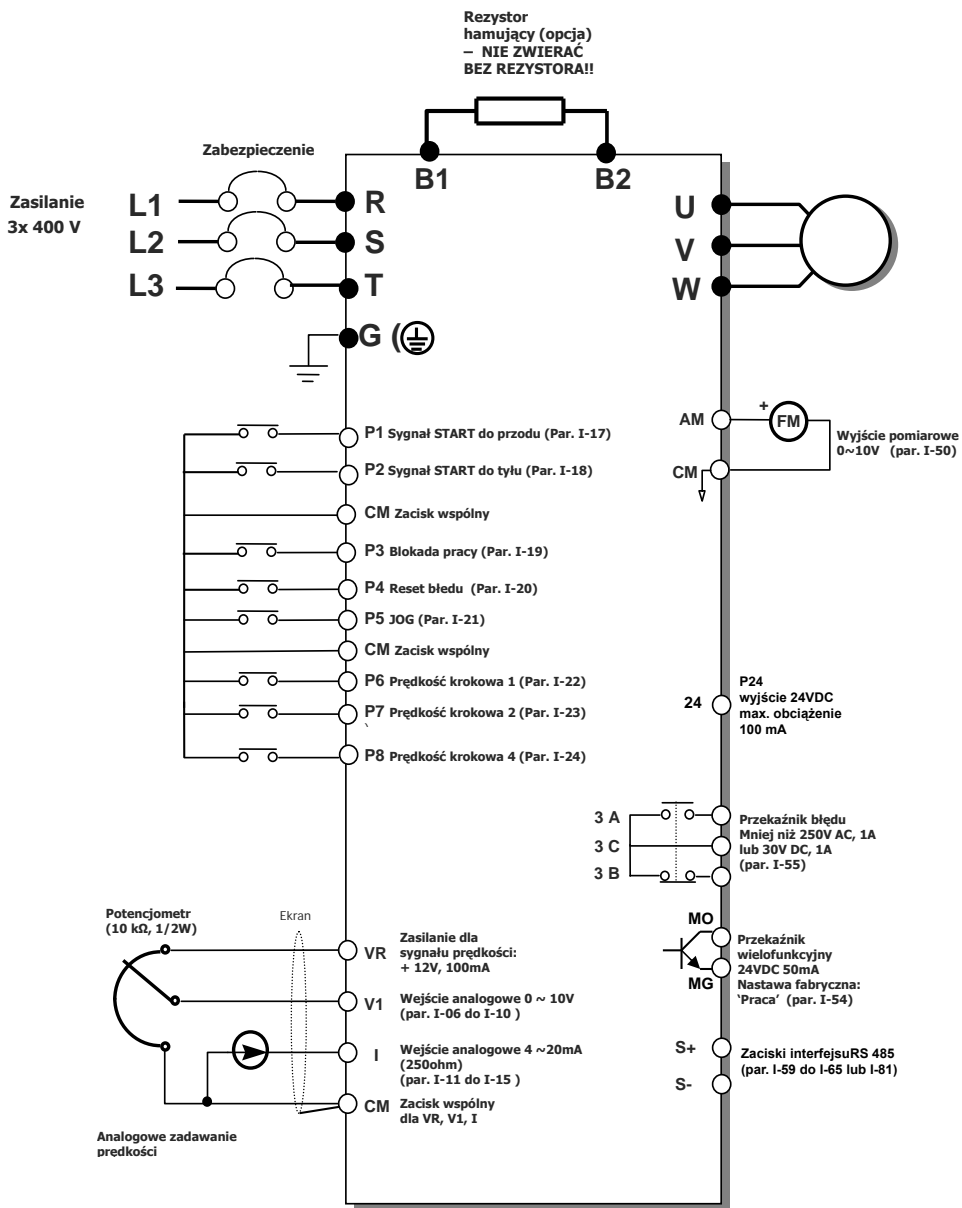 Rezystor
hamujący (opcja)
– NIE ZWIERAĆ
BEZ REZYSTORA!!
Zabezpieczenie
B1
B2
Zasilanie
3x 400 V
L1
R
L2
S
L3
T
G (
U
V
W
P1 Sygnał START do przodu (Par. I-17)
P2 Sygnał START do tyłu (Par. I-18)
CM Zacisk wspólny
P3 Blokada pracy (Par. I-19)
P4 Reset błedu (Par. I-20)
P5 JOG (Par. I-21)
CM Zacisk wspólny
P6 Prędkość krokowa 1 (Par. I-22)
P7 Prędkość krokowa 2 (Par. I-23)
`
P8 Prędkość krokowa 4 (Par. I-24)
AM
+
FM
CM
Wyjście pomiarowe
0~10V (par. I-50)
24
P24
wyjście 24VDC
max. obciążenie
100 mA
3 A
3 C
3 B
Przekaźnik błędu
Mniej niż 250V AC, 1A
lub 30V DC, 1A
(par. I-55)
MO
MG
Przekaźnik
wielofunkcyjny
24VDC 50mA
Nastawa fabryczna:
‘Praca’ (par. I-54)
S+
S-
Zaciski interfejsuRS 485
(par. I-59 do I-65 lub I-81)
Potencjometr
(10 kΩ, 1/2W)
Ekran
VR
Zasilanie dla
sygnału prędkości:
+ 12V, 100mA
V1
Wejście analogowe 0 ~ 10V
(par. I-06 do I-10 )
I
Wejście analogowe 4 ~20mA
(250ohm)
(par. I-11 do I-15 )
CM
Zacisk wspólny
dla VR, V1, I
Analogowe zadawanie
prędkości